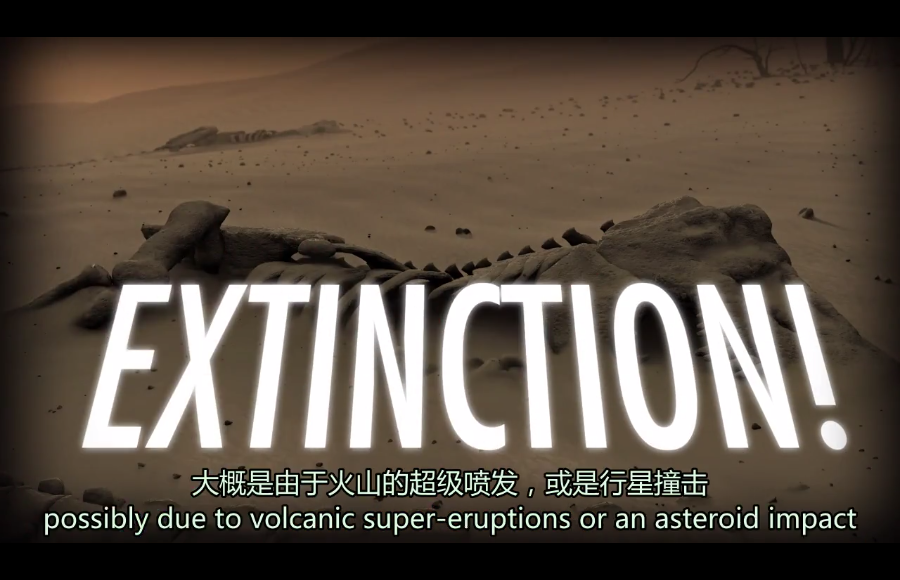 EXTINCTION!
大概是由于火山的超级喷发，或是行星撞击
possibly due to volcanic super-eruptions or an asteroid impact